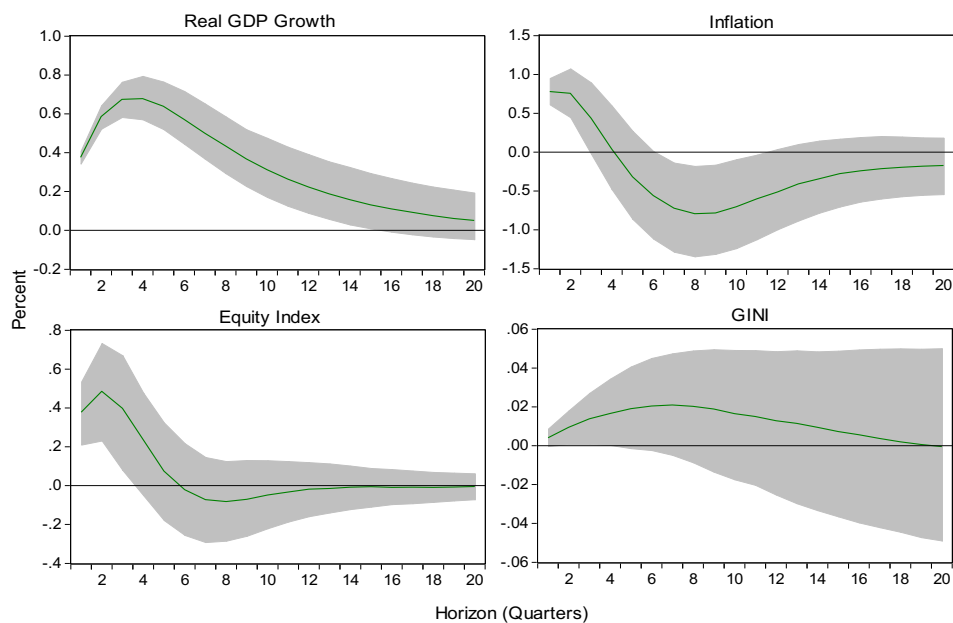 Real GDP Growth
1.0
0.8
0.6
0.4
0.2
0.0
-0.2
2 4 6 8 10 12 14 16 18 20
Inflation
1.5
1.0
0.5
0.0
-0.5
-1.0
-1.5
2 4 6 8 10 12 14 16 18 20
Percent
Equity Index
.8
.6
.4
.2
.0
-.2
-.4
2 4 6 8 10 12 14 16 18 20
GINI
.06
.04
.02
.00
-.02
-.04
-.06
2 4 6 8 10 12 14 16 18 20
Horizon (Quarters)